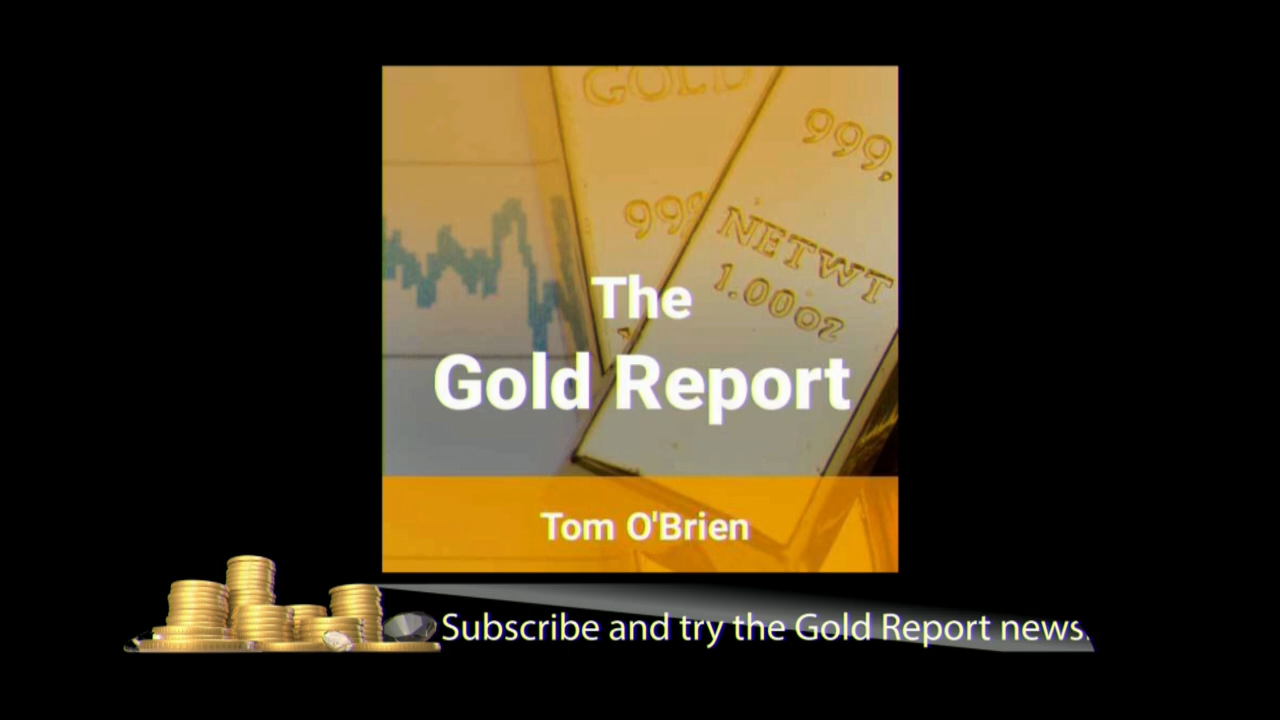 GOLD
999.
999
NETWT
1.00oz
The
Gold Report
Tom O'Brien
Subscribe and try the Gold Report news